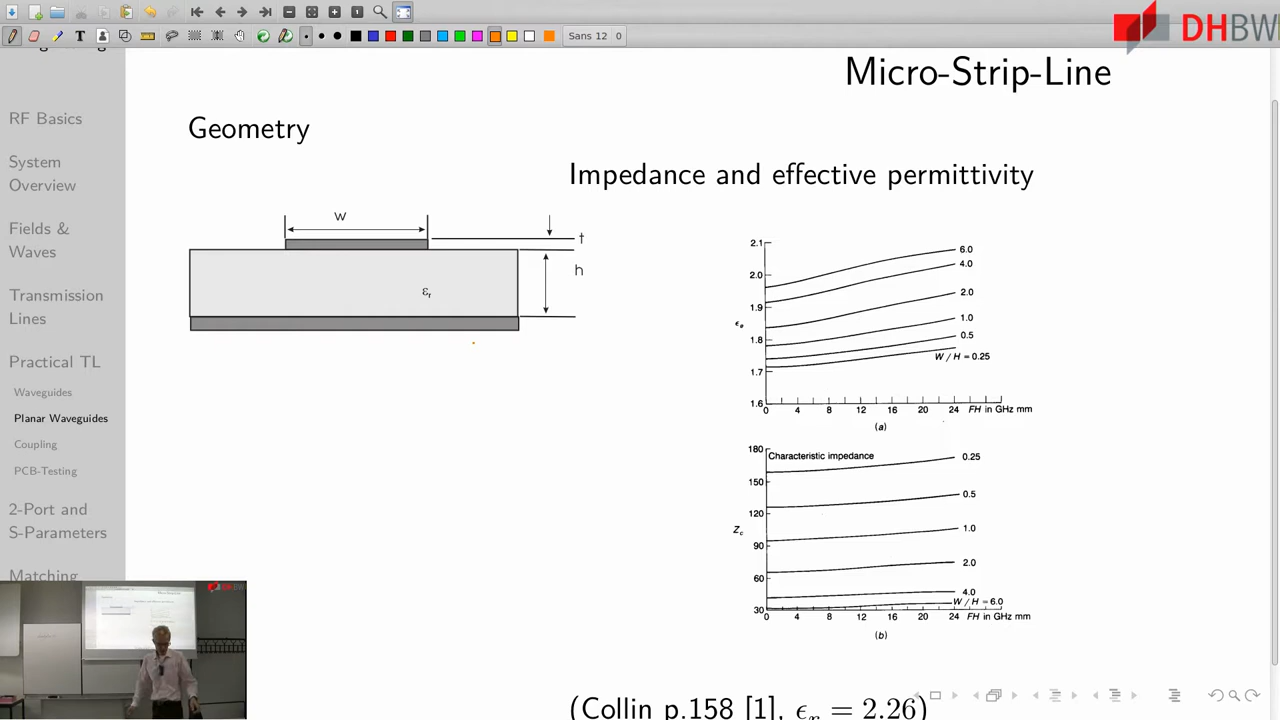 Sans 12 0
DHBW
Micro-Strip-Line
RF Basics
System
Overview
Fields &
Waves
Transmission
Lines
Practical TL
Waveguides
Planar Waveguides
Coupling
PCB-Testing
2-Port and
S-Parameters
Matching
Geometry
w
t
h
εr
Impedance and effective permittivity
2.1
2.0
1.9
ϵe
1.8
1.7
1.6
6.0
4.0
2.0
1.0
0.5
W / H = 0.25
0 4 8 12 16 20 24 FH in GHz mm
(a)
180
Characteristic impedance
150
120
Zc
90
60
30
0.25
0.5
1.0
2.0
4.0
W / H = 6.0
0 4 8 12 16 20 24 FH in GHz mm
(b)
(Collin p.158 [1], ϵr = 2.26)